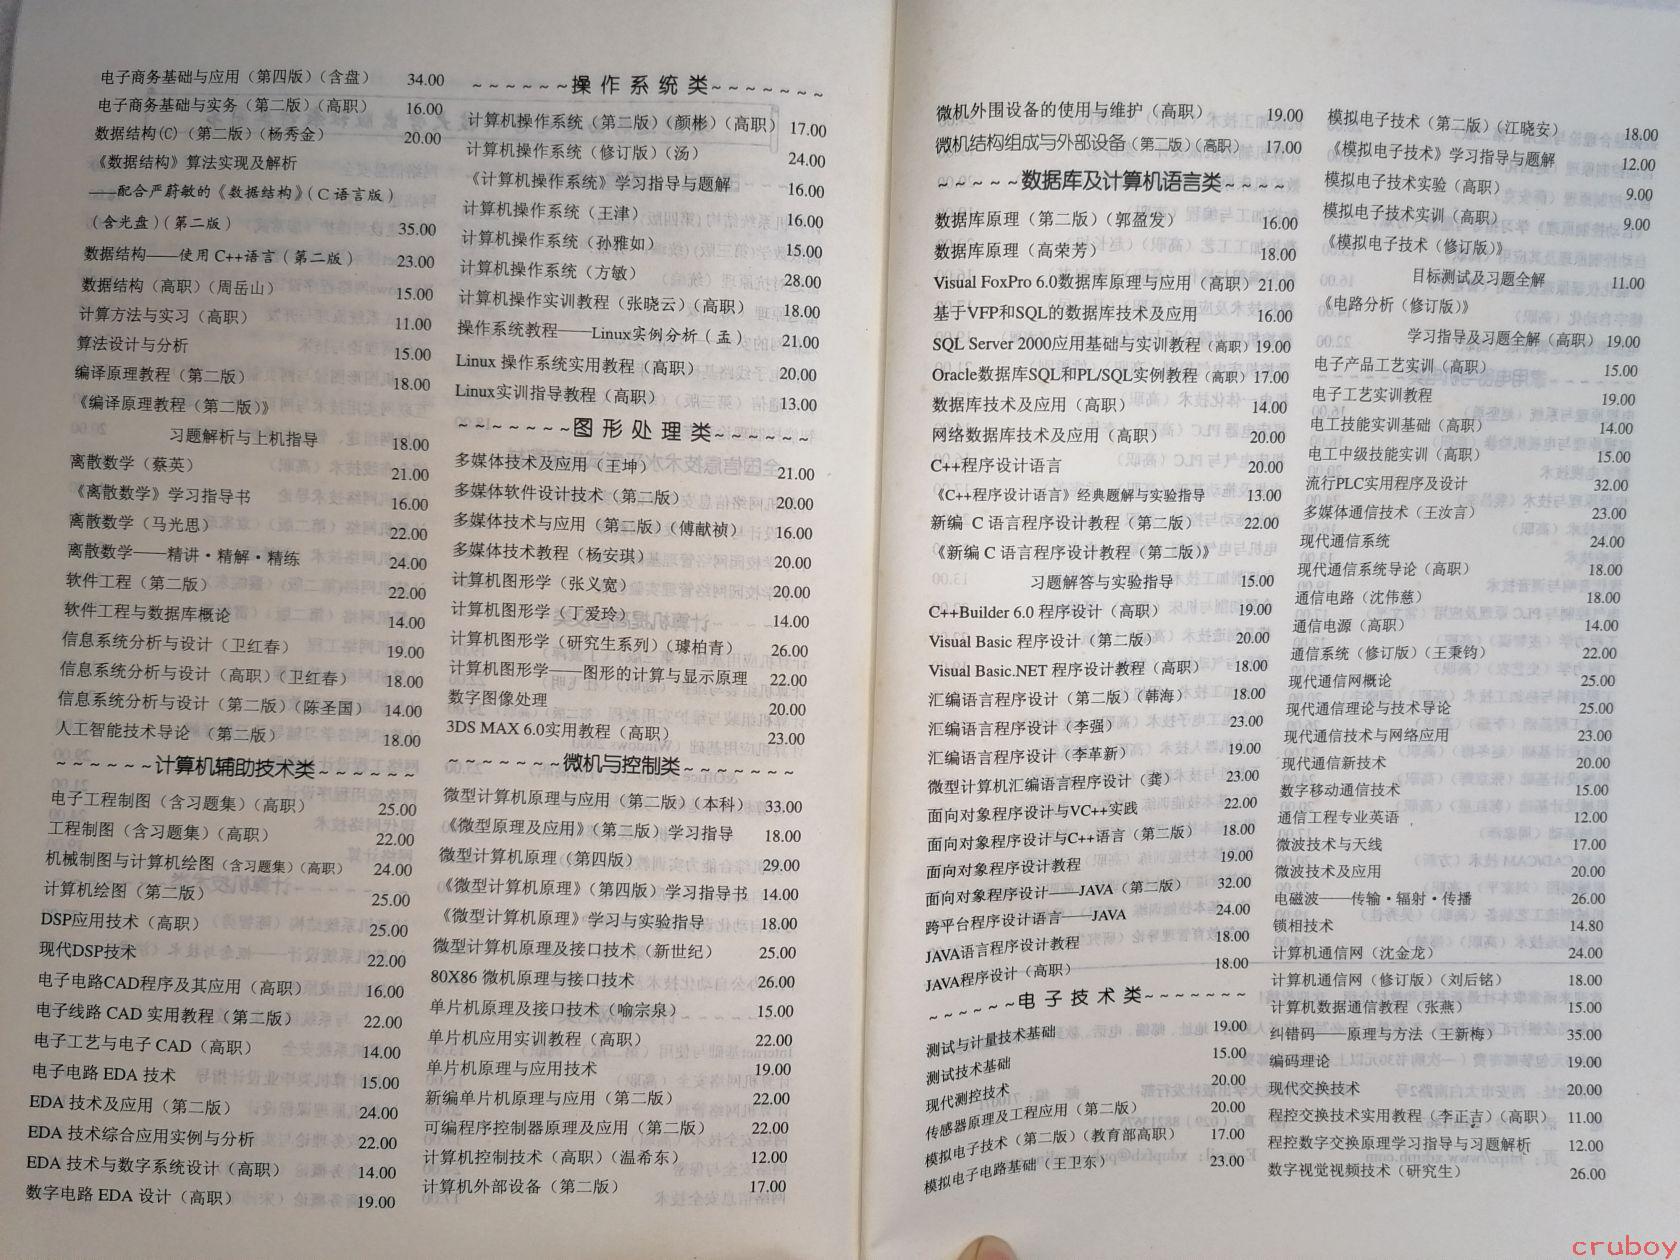 电子商务基础与应用（第四版）（含盘） 34.00
电子商务基础与实务（第二版）（高职） 16.00
数据结构(C)（第二版）（杨秀金） 20.00
《数据结构》算法实现及解析
——配合严蔚敏的《数据结构》（C 语言版）
（含光盘）（第二版） 35.00
数据结构——使用 C++语言（第二版） 23.00
数据结构（高职）（周岳山） 15.00
计算方法与实习（高职） 11.00
算法设计与分析 15.00
编译原理教程（第二版） 18.00
《编译原理教程（第二版）》
习题解析与上机指导 18.00
离散数学（蔡英） 21.00
《离散数学》学习指导书 16.00
离散数学（马光思） 22.00
离散数学——精讲·精解·精练 24.00
软件工程（第二版） 22.00
软件工程与数据库概论 14.00
信息系统分析与设计（卫红春） 19.00
信息系统分析与设计（高职）（卫红春） 18.00
信息系统分析与设计（第二版）（陈圣国） 14.00
人工智能技术导论 （第二版） 18.00
~~~~~~计算机辅助技术类~~~~~~
电子工程制图（含习题集）（高职） 25.00
工程制图（含习题集）（高职） 22.00
机械制图与计算机绘图（含习题集）（高职） 24.00
计算机绘图（第二版） 25.00
DSP应用技术（高职） 25.00
现代DSP技术 22.00
电子电路CAD程序及其应用（高职） 16.00
电子线路 CAD 实用教程（第二版） 22.00
电子工艺与电子 CAD（高职） 14.00
电子电路 EDA 技术 15.00
EDA 技术及应用（第二版） 24.00
EDA 技术综合应用实例与分析 22.00
EDA 技术与数字系统设计（高职） 14.00
数字电路 EDA 设计（高职） 19.00
~~~~~~操 作 系 统 类~~~~~~~
计算机操作系统（第二版）（颜彬）（高职） 17.00
计算机操作系统（修订版）（汤） 24.00
《计算机操作系统》学习指导与题解 16.00
计算机操作系统（王津） 16.00
计算机操作系统（孙雅如） 15.00
计算机操作系统（方敏） 28.00
计算机操作实训教程（张晓云）（高职） 18.00
操作系统教程——Linux实例分析（孟） 21.00
Linux 操作系统实用教程（高职） 20.00
Linux实训指导教程（高职） 13.00
~~~~~~~图 形 处 理 类~~~~~~
多媒体技术及应用（王坤） 21.00
多媒体软件设计技术（第二版） 20.00
多媒体技术与应用（第二版）（傅献祯） 16.00
多媒体技术教程（杨安琪） 20.00
计算机图形学（张义宽） 20.00
计算机图形学（丁爱玲） 14.00
计算机图形学（研究生系列）（璩柏青） 26.00
计算机图形学——图形的计算与显示原理 22.00
数字图像处理 20.00
3DS MAX 6.0实用教程（高职） 23.00
~~~~~~~微机与控制类~~~~~~~
微型计算机原理与应用（第二版）（本科） 33.00
《微型原理及应用》（第二版）学习指导 18.00
微型计算机原理（第四版） 29.00
《微型计算机原理》（第四版）学习指导书 14.00
《微型计算机原理》学习与实验指导 18.00
微型计算机原理及接口技术（新世纪） 25.00
80X86 微机原理与接口技术 26.00
单片机原理及接口技术（喻宗泉） 15.00
单片机应用实训教程（高职） 22.00
单片机原理与应用技术 19.00
新编单片机原理与应用（第二版） 22.00
可编程序控制器原理及应用（第二版） 22.00
计算机控制技术（高职）（温希东） 12.00
计算机外部设备（第二版） 17.00
微机外围设备的使用与维护（高职） 19.00
微机结构组成与外部设备（第二版）（高职） 17.00
~~~~~数据库及计算机语言类~~~~
数据库原理（第二版）（郭盈发） 16.00
数据库原理（高荣芳） 18.00
Visual FoxPro 6.0数据库原理与应用（高职） 21.00
基于VFP和SQL的数据库技术及应用 16.00
SQL Server 2000应用基础与实训教程（高职） 19.00
Oracle数据库SQL和PL/SQL实例教程（高职） 17.00
数据库技术及应用（高职） 14.00
网络数据库技术及应用（高职） 20.00
C++程序设计语言 20.00
《C++程序设计语言》经典题解与实验指导 13.00
新编 C 语言程序设计教程（第二版） 22.00
《新编 C 语言程序设计教程（第二版）》
习题解答与实验指导 15.00
C++Builder 6.0 程序设计（高职） 19.00
Visual Basic 程序设计（第二版） 20.00
Visual Basic.NET 程序设计教程（高职） 18.00
汇编语言程序设计（第二版）（韩海） 18.00
汇编语言程序设计（李强） 23.00
汇编语言程序设计（李革新） 19.00
微型计算机汇编语言程序设计（龚） 23.00
面向对象程序设计与VC++实践 22.00
面向对象程序设计与C++语言（第二版） 18.00
面向对象程序设计教程 19.00
面向对象程序设计——JAVA（第二版） 32.00
跨平台程序设计语言——JAVA 24.00
JAVA语言程序设计教程 18.00
JAVA程序设计（高职） 18.00
~~~~~电 子 技 术 类~~~~~~~
测试与计量技术基础 19.00
测试技术基础 15.00
现代测控技术 20.00
传感器原理及工程应用（第二版） 20.00
模拟电子技术（第二版）（教育部高职） 17.00
模拟电子电路基础（王卫东） 23.00
模拟电子技术（第二版）（江晓安） 18.00
《模拟电子技术》学习指导与题解 12.00
模拟电子技术实验（高职） 9.00
模拟电子技术实训（高职） 9.00
《模拟电子技术（修订版）》
目标测试及习题全解 11.00
《电路分析（修订版）》
学习指导及习题全解（高职） 19.00
电子产品工艺实训（高职） 15.00
电子工艺实训教程 19.00
电工技能实训基础（高职） 14.00
电工中级技能实训（高职） 15.00
流行PLC实用程序及设计 32.00
多媒体通信技术（王汝言） 23.00
现代通信系统 24.00
现代通信系统导论（高职） 18.00
通信电路（沈伟慈） 18.00
通信电源（高职） 14.00
通信系统（修订版）（王秉钧） 22.00
现代通信网概论 25.00
现代通信理论与技术导论 25.00
现代通信技术与网络应用 23.00
现代通信新技术 20.00
数字移动通信技术 15.00
通信工程专业英语 12.00
微波技术与天线 17.00
微波技术及应用 20.00
电磁波——传输·辐射·传播 26.00
锁相技术 14.80
计算机通信网（沈金龙） 24.00
计算机通信网（修订版）（刘后铭） 18.00
计算机数据通信教程（张燕） 15.00
纠错码——原理与方法（王新梅） 35.00
编码理论 19.00
现代交换技术 20.00
程控交换技术实用教程（李正吉）（高职） 11.00
程控数字交换原理学习指导与习题解析 12.00
数字视觉视频技术（研究生） 26.00
cruboy